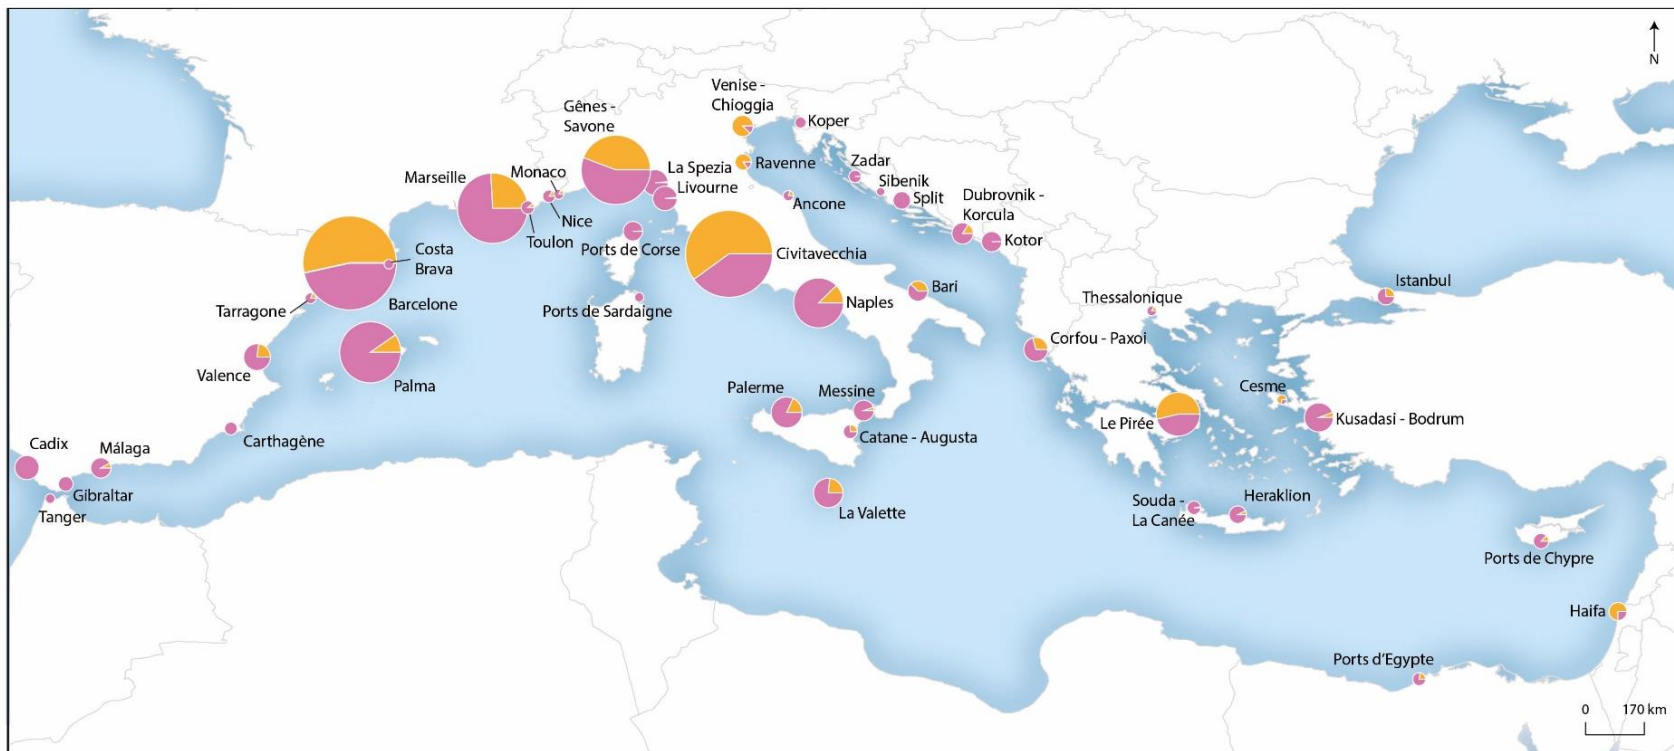 N
Venise -
Chioggia
Gênes -
Savone
Koper
Monaco
La Spezia
Livourne
Ravenne
Zadar
Marseille
Sibenik
Split
Dubrovnik -
Korcula
Ancone
Nice
Toulon
Kotor
Ports de Corse
Costa
Brava
Civitavecchia
Barcelone
Tarragone
Ports de Sardaigne
Naples
Bari
Thessalonique
Istanbul
Corfou - Paxoi
Valence
Palma
Palerme
Messine
Cesme
Le Pirée
Kusadasi - Bodrum
Carthagène
Catane - Augusta
Cadix
Málaga
Gibraltar
Tanger
La Valette
Souda -
La Canée
Heraklion
Ports de Chypre
Haifa
Ports d'Egypte
0 170 km